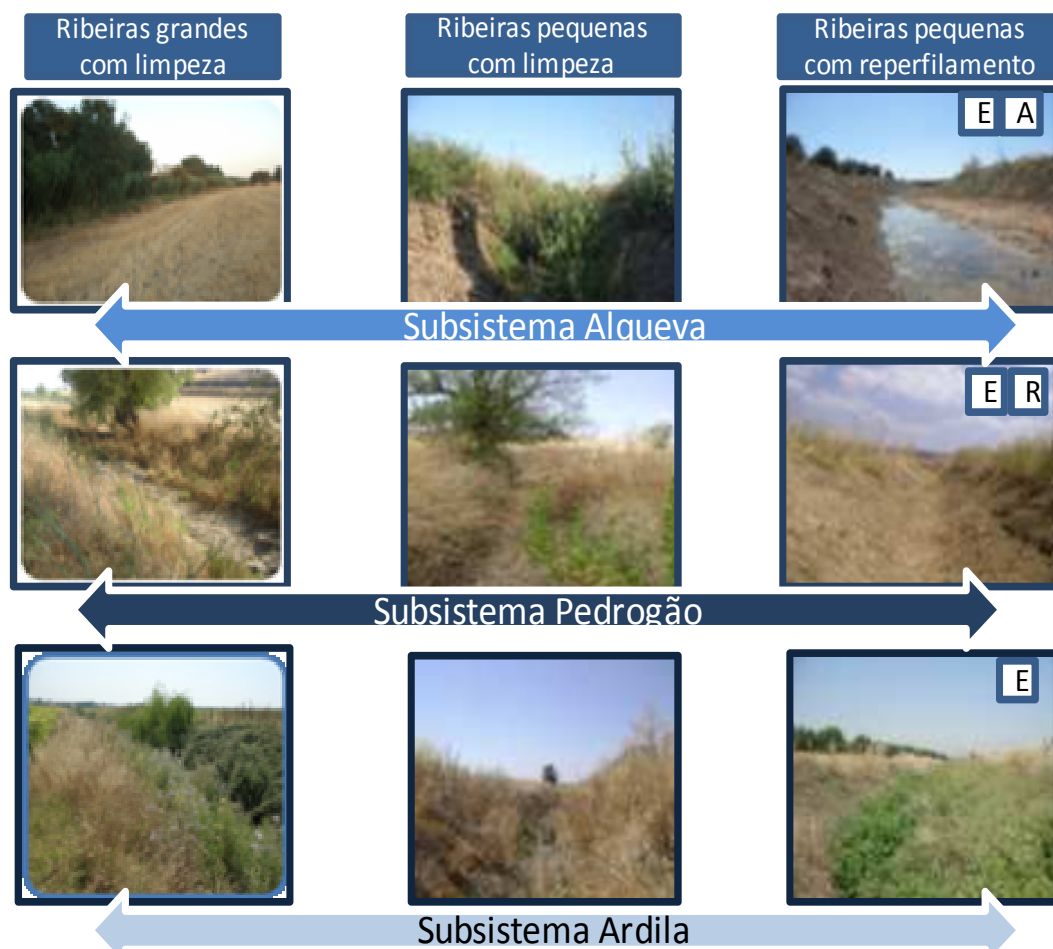 Ribeiras grandes
com limpeza
Ribeiras pequenas
com limpeza
Ribeiras pequenas
com reperfilamento
E A
Subsistema Alqueva
E R
Subsistema Pedrogão
E
Subsistema Ardila